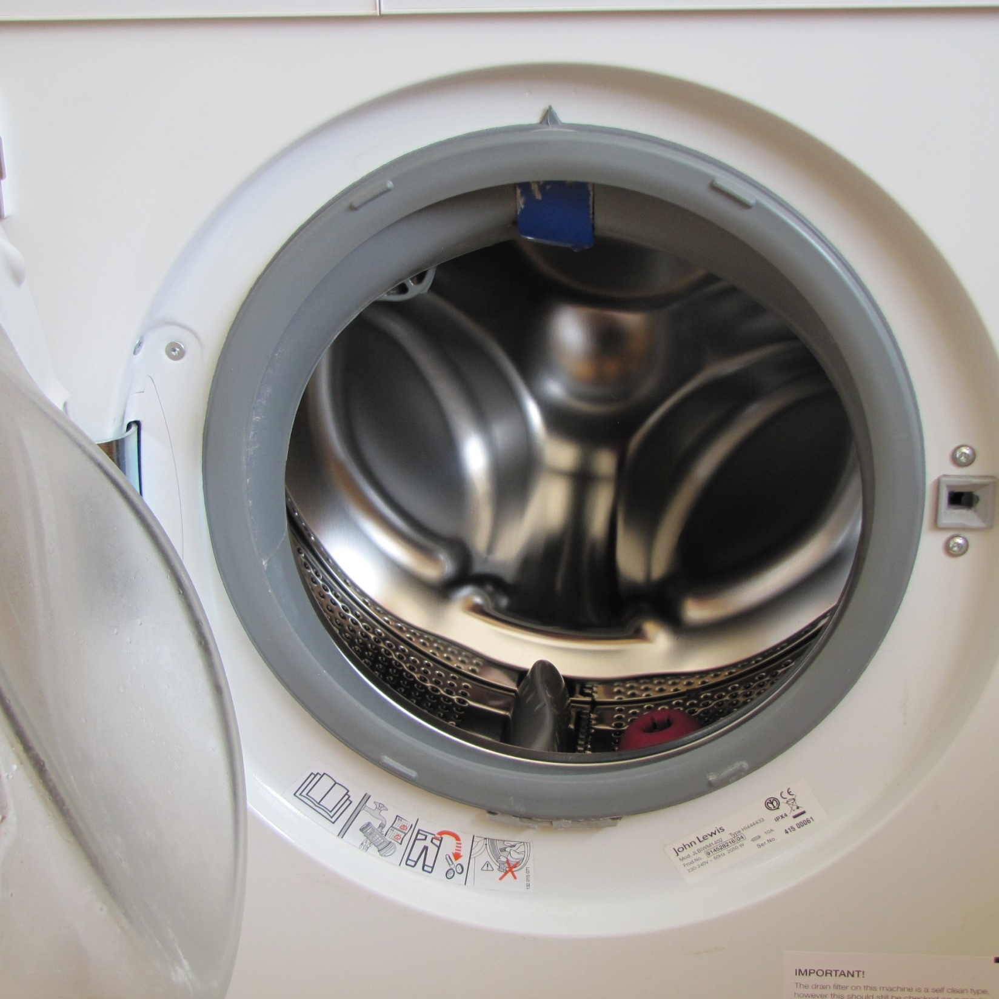 132 015 071
John Lewis
Mod. JLBIWM1402 Type HI444433
Prod.No. 914528216 04
230-240V ~ 50Hz 2050 W 10A
IPX4
CE
Ser.No. 415 00061
IMPORTANT!
The drain filter on this machine is a self clean type,
however this should still be checked